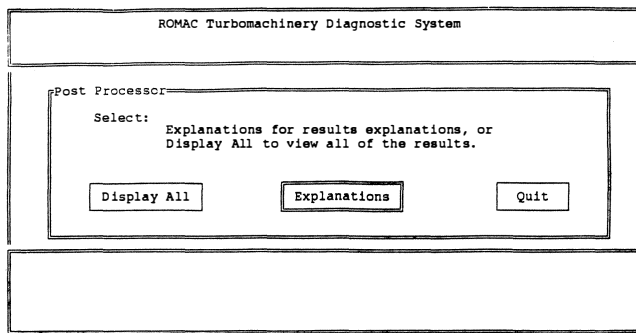 ROMAC Turbomachinery Diagnostic System
Post Processor
Select:
Explanations for results explanations, or
Display All to view all of the results.
Display All
Explanations
Quit